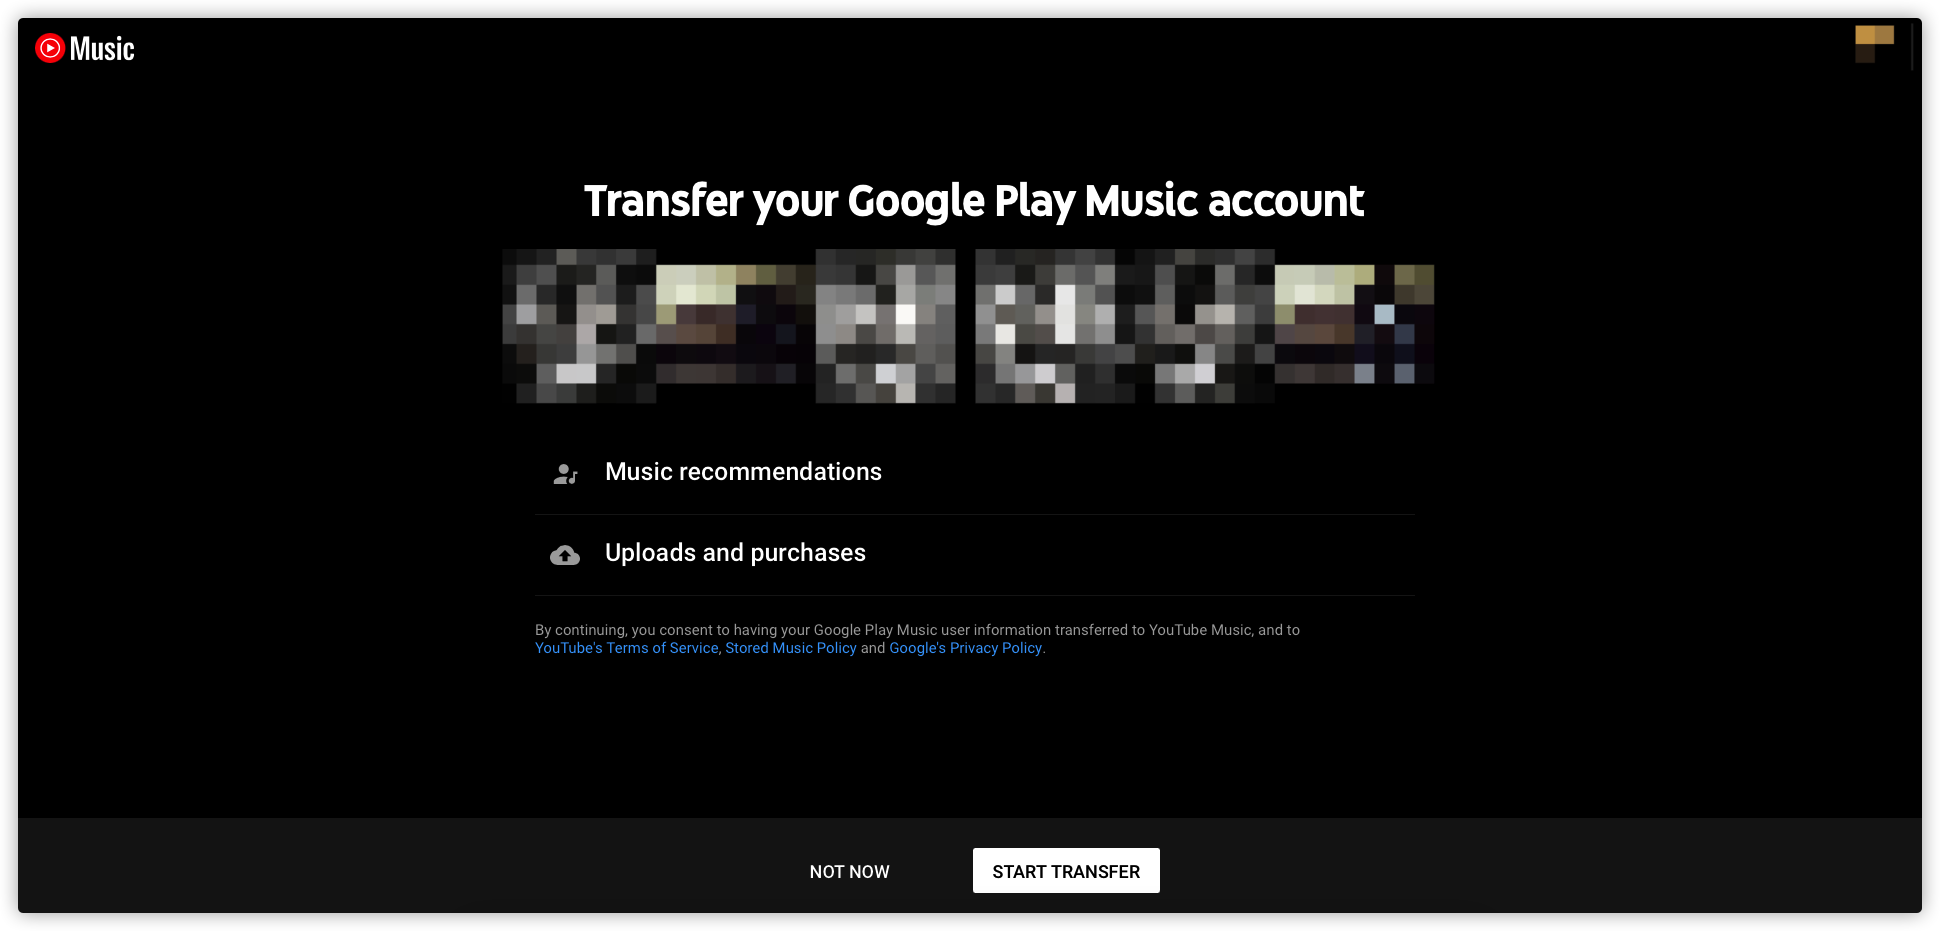 Music
Transfer your Google Play Music account
Music recommendations
Uploads and purchases
By continuing, you consent to having your Google Play Music user information transferred to YouTube Music, and to
YouTube's Terms of Service, Stored Music Policy and Google's Privacy Policy.
NOT NOW
START TRANSFER